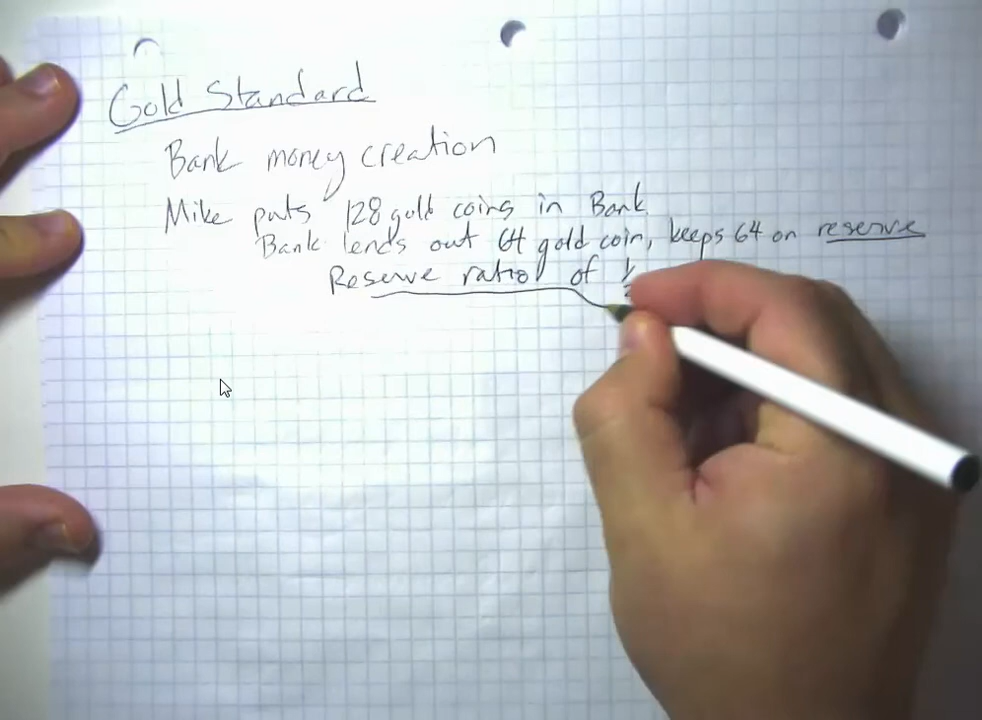 Gold Standard
Bank money creation
Mike puts 128 gold coins in Bank.
Bank lends out 64 gold coin, keeps 64 on reserve
Reserve ratio of